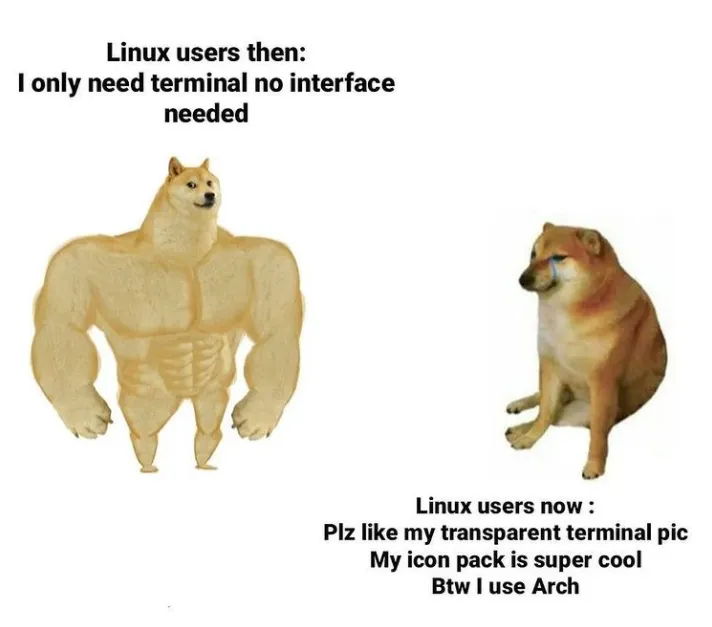 Linux users then:
I only need terminal no interface
needed
Linux users now :
Plz like my transparent terminal pic
My icon pack is super cool
Btw I use Arch